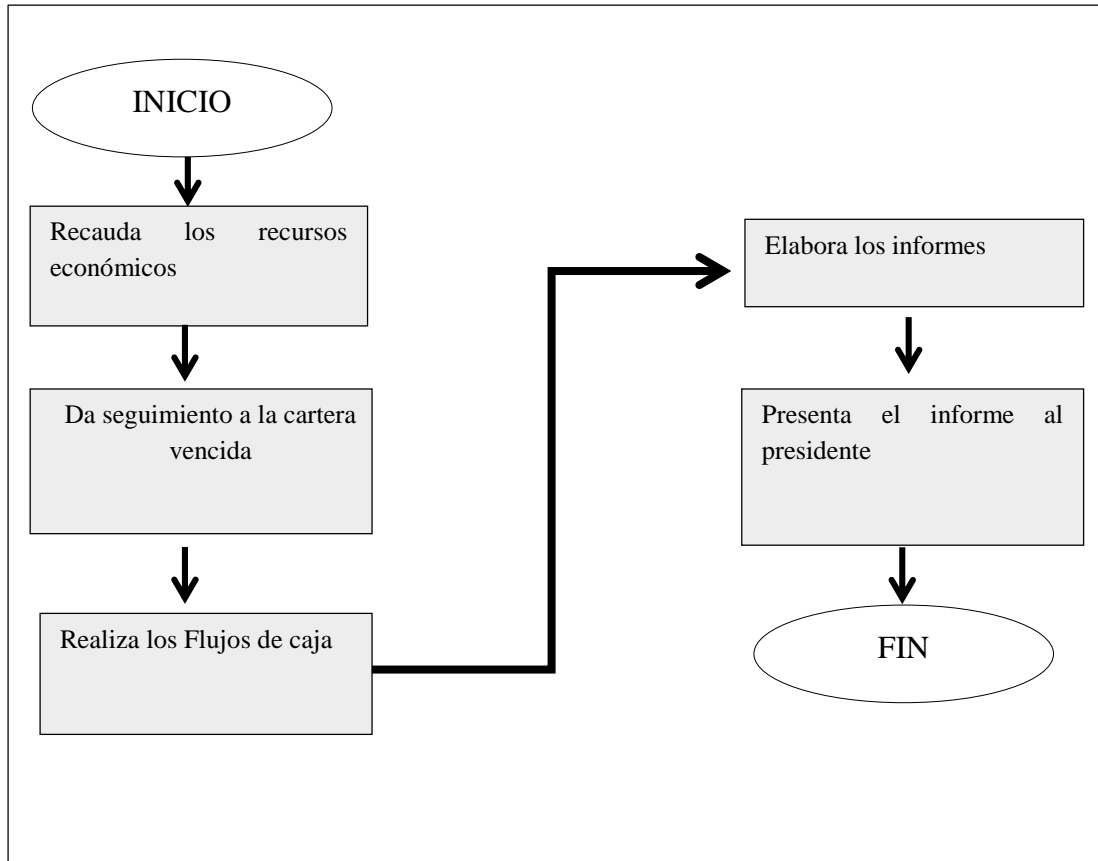 INICIO
Recauda los recursos
económicos
Da seguimiento a la cartera
vencida
Realiza los Flujos de caja
Elabora los informes
Presenta el informe al
presidente
FIN